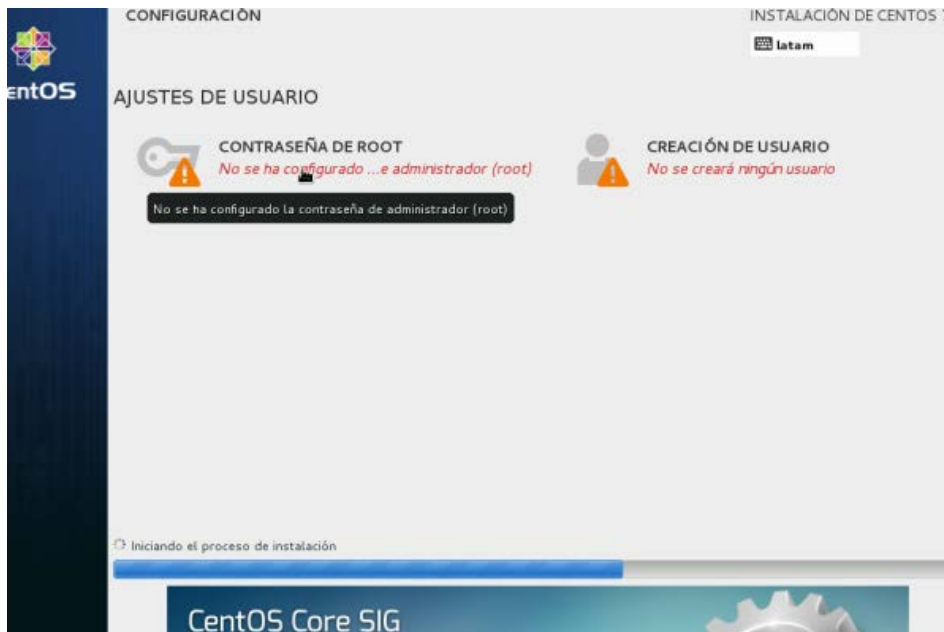 CONFIGURACIÓN
INSTALACIÓN DE CENTOS
latam
entOS
AJUSTES DE USUARIO
CONTRASEÑA DE ROOT
No se ha configurado ...e administrador (root)
CREACIÓN DE USUARIO
No se creará ningún usuario
No se ha configurado la contraseña de administrador (root)
Iniciando el proceso de instalación
CentOS Core SIG